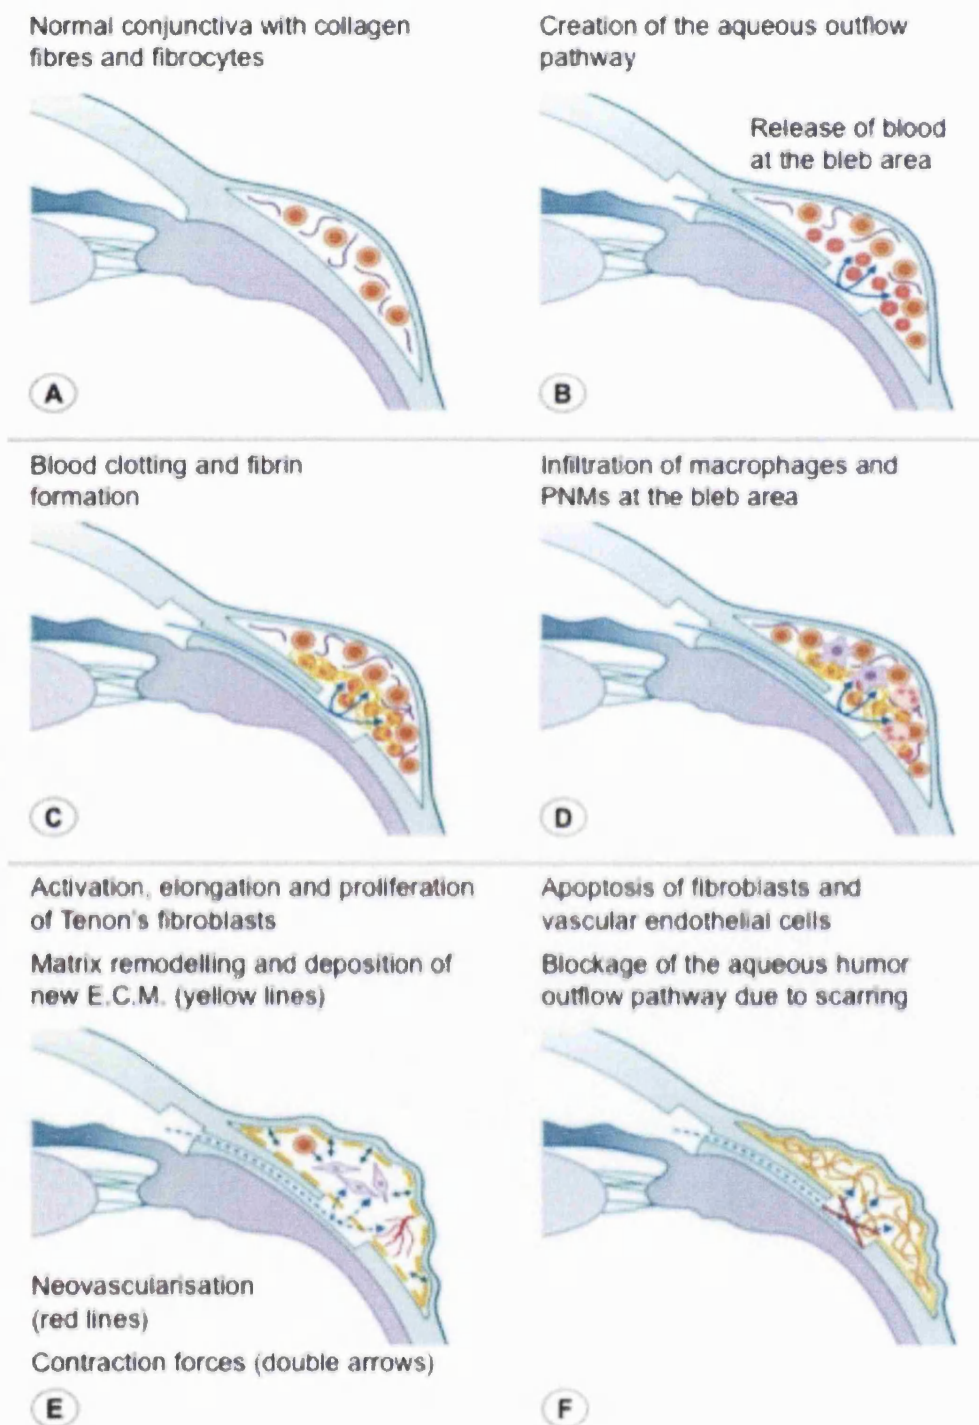 Normal conjunctiva with collagen
fibres and fibrocytes
Creation of the aqueous outflow
pathway
Release of blood
at the bleb area
A
B
Blood clotting and fibrin
formation
Infiltration of macrophages and
PNMs at the bleb area
C
D
Activation, elongation and proliferation
of Tenon's fibroblasts
Matrix remodelling and deposition of
new E.C.M. (yellow lines)
Apoptosis of fibroblasts and
vascular endothelial cells
Blockage of the aqueous humor
outflow pathway due to scarring
Neovascularisation
(red lines)
Contraction forces (double arrows)
E
F